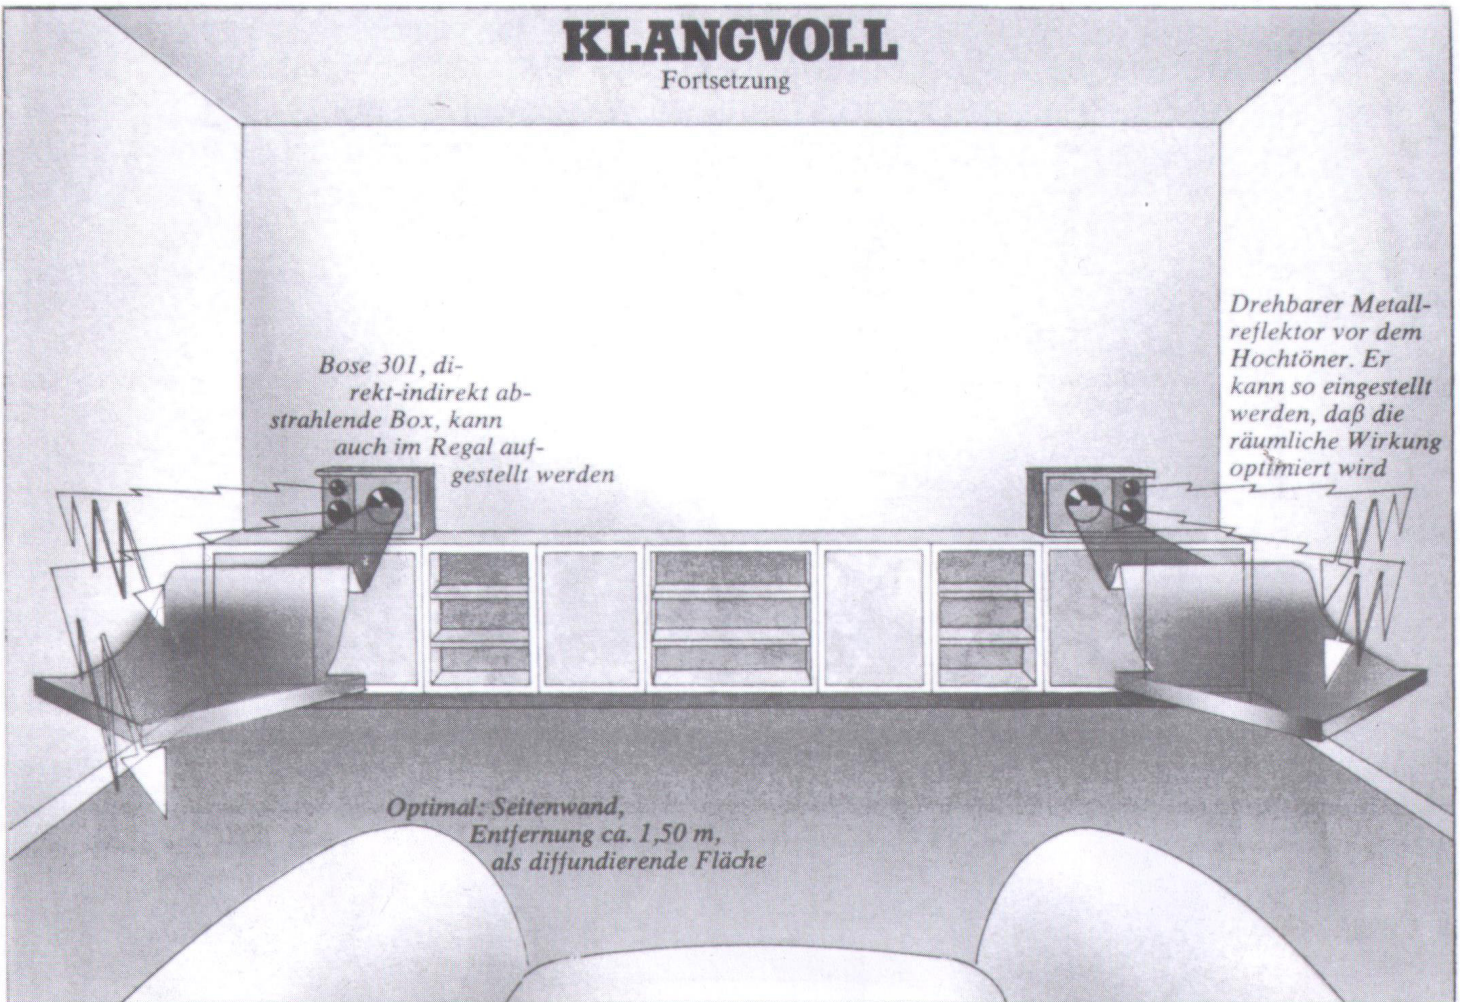 KLANGVOLL
Fortsetzung
Bose 301, di-
rekt-indirekt ab-
strahlende Box, kann
auch im Regal auf-
gestellt werden
Drehbarer Metall-
reflektor vor dem
Hochtöner. Er
kann so eingestellt
werden, daß die
räumliche Wirkung
optimiert wird
Optimal: Seitenwand,
Entfernung ca. 1,50 m,
als diffundierende Fläche